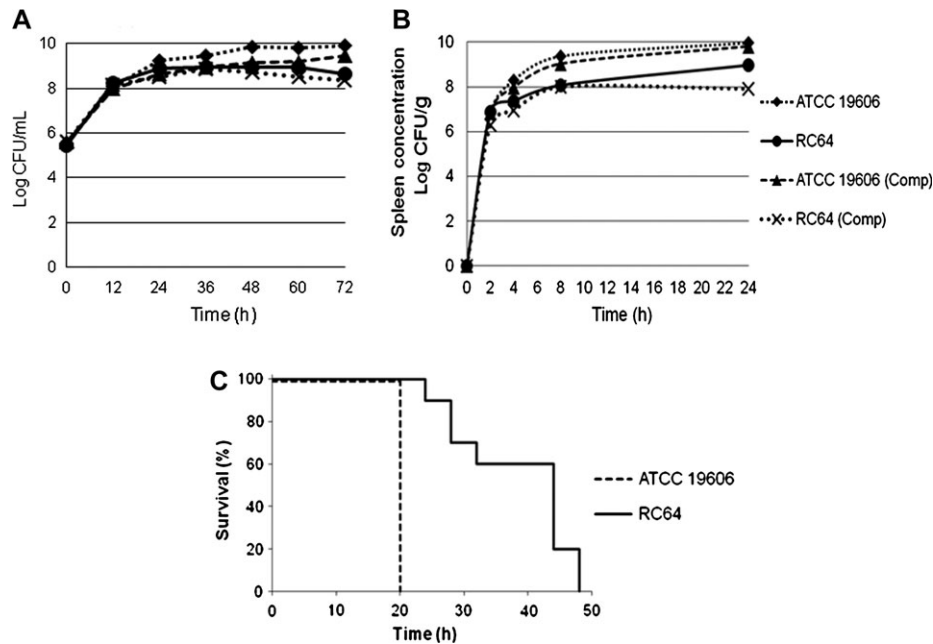 A
Log CFU/mL
10
8
6
4
2
0
0 12 24 36 48 60 72
Time (h)
B
Spleen concentration
Log CFU/g
10
8
6
4
2
0
0 2 4 6 8 10 12 14 16 18 20 22 24
Time (h)
ATCC 19606
RC64
ATCC 19606 (Comp)
RC64 (Comp)
C
Survival (%)
100
80
60
40
20
0
0 10 20 30 40 50
Time (h)
ATCC 19606
RC64